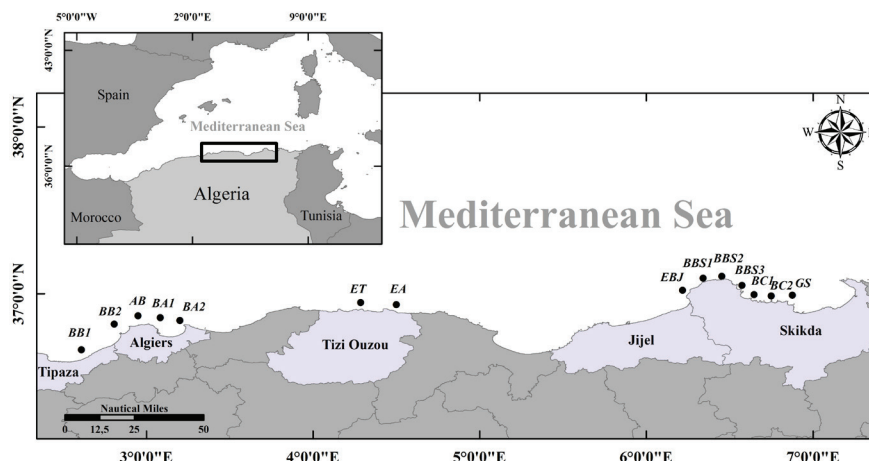 5°0'0"W 2°0'0"E 9°0'0"E
43°0'0"N
36°0'0"N
Spain
Mediterranean Sea
Algeria
Morocco
Tunisia
38°0'0"N
37°0'0"N
N
W
S
Mediterranean Sea
BB1
BB2
AB
BA1
BA2
ET
EA
EBJ
BBS1
BBS2
BBS3
BC1
BC2
GS
Tipaza
Algiers
Tizi Ouzou
Jijel
Skikda
Nautical Miles
0 12,5 25 50
3°0'0"E 4°0'0"E 5°0'0"E 6°0'0"E 7°0'0"E